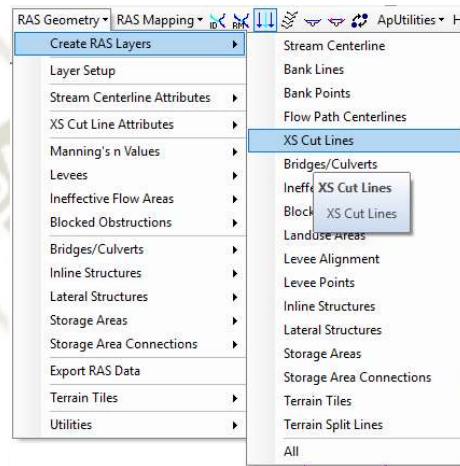 RAS Geometry RAS Mapping ID RM ApUtilities H
Create RAS Layers
Layer Setup
Stream Centerline Attributes
XS Cut Line Attributes
Manning's n Values
Levees
Ineffective Flow Areas
Blocked Obstructions
Bridges/Culverts
Inline Structures
Lateral Structures
Storage Areas
Storage Area Connections
Export RAS Data
Terrain Tiles
Utilities
Stream Centerline
Bank Lines
Bank Points
Flow Path Centerlines
XS Cut Lines
Bridges/Culverts
Ineffe
XS Cut Lines
Block
XS Cut Lines
Landuse Areas
Levee Alignment
Levee Points
Inline Structures
Lateral Structures
Storage Areas
Storage Area Connections
Terrain Tiles
Terrain Split Lines
All